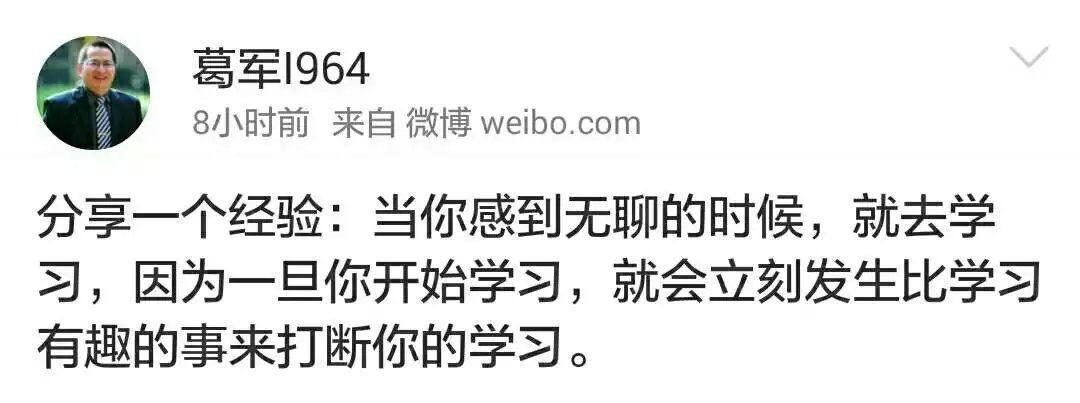 葛军l964
8小时前 来自 微博 weibo.com
分享一个经验：当你感到无聊的时候，就去学
习，因为一旦你开始学习，就会立刻发生比学习
有趣的事来打断你的学习。